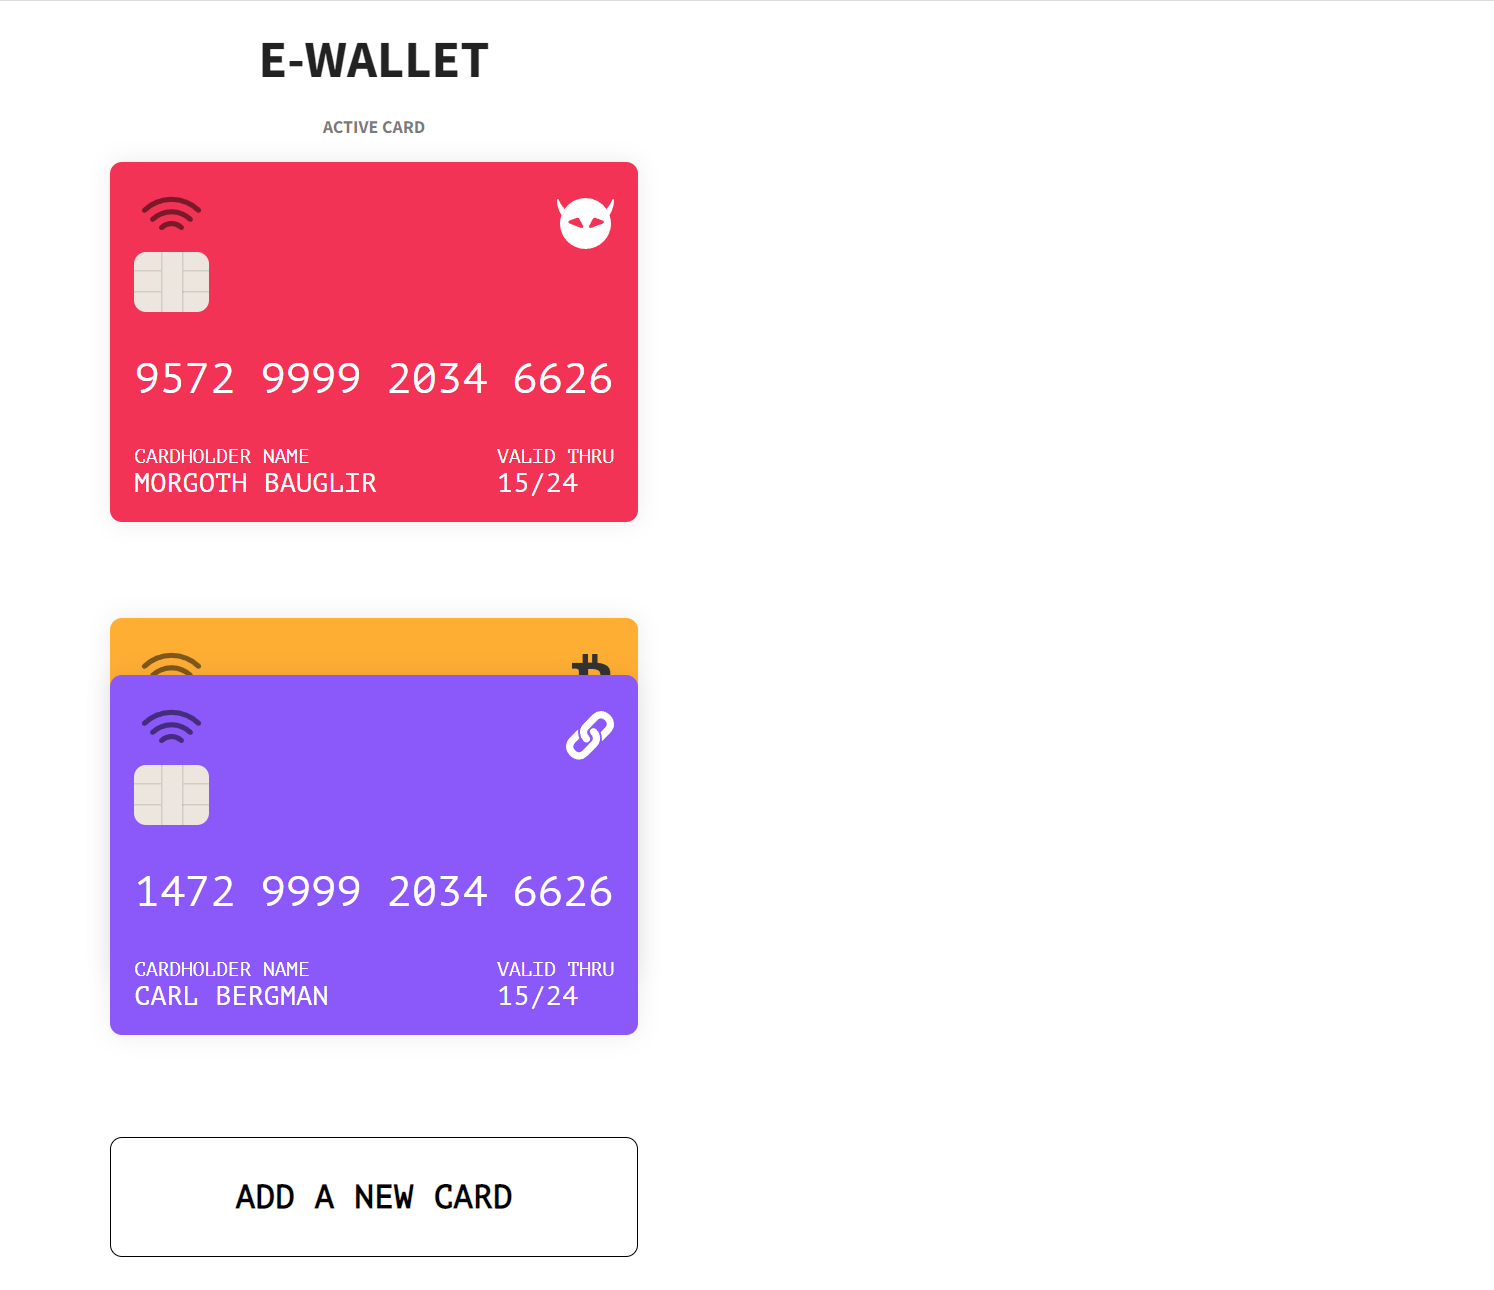 E-WALLET
ACTIVE CARD
9572 9999 2034 6626
CARDHOLDER NAME VALID THRU
MORGOTH BAUGLIR 15/24
1472 9999 2034 6626
CARDHOLDER NAME VALID THRU
CARL BERGMAN 15/24
ADD A NEW CARD